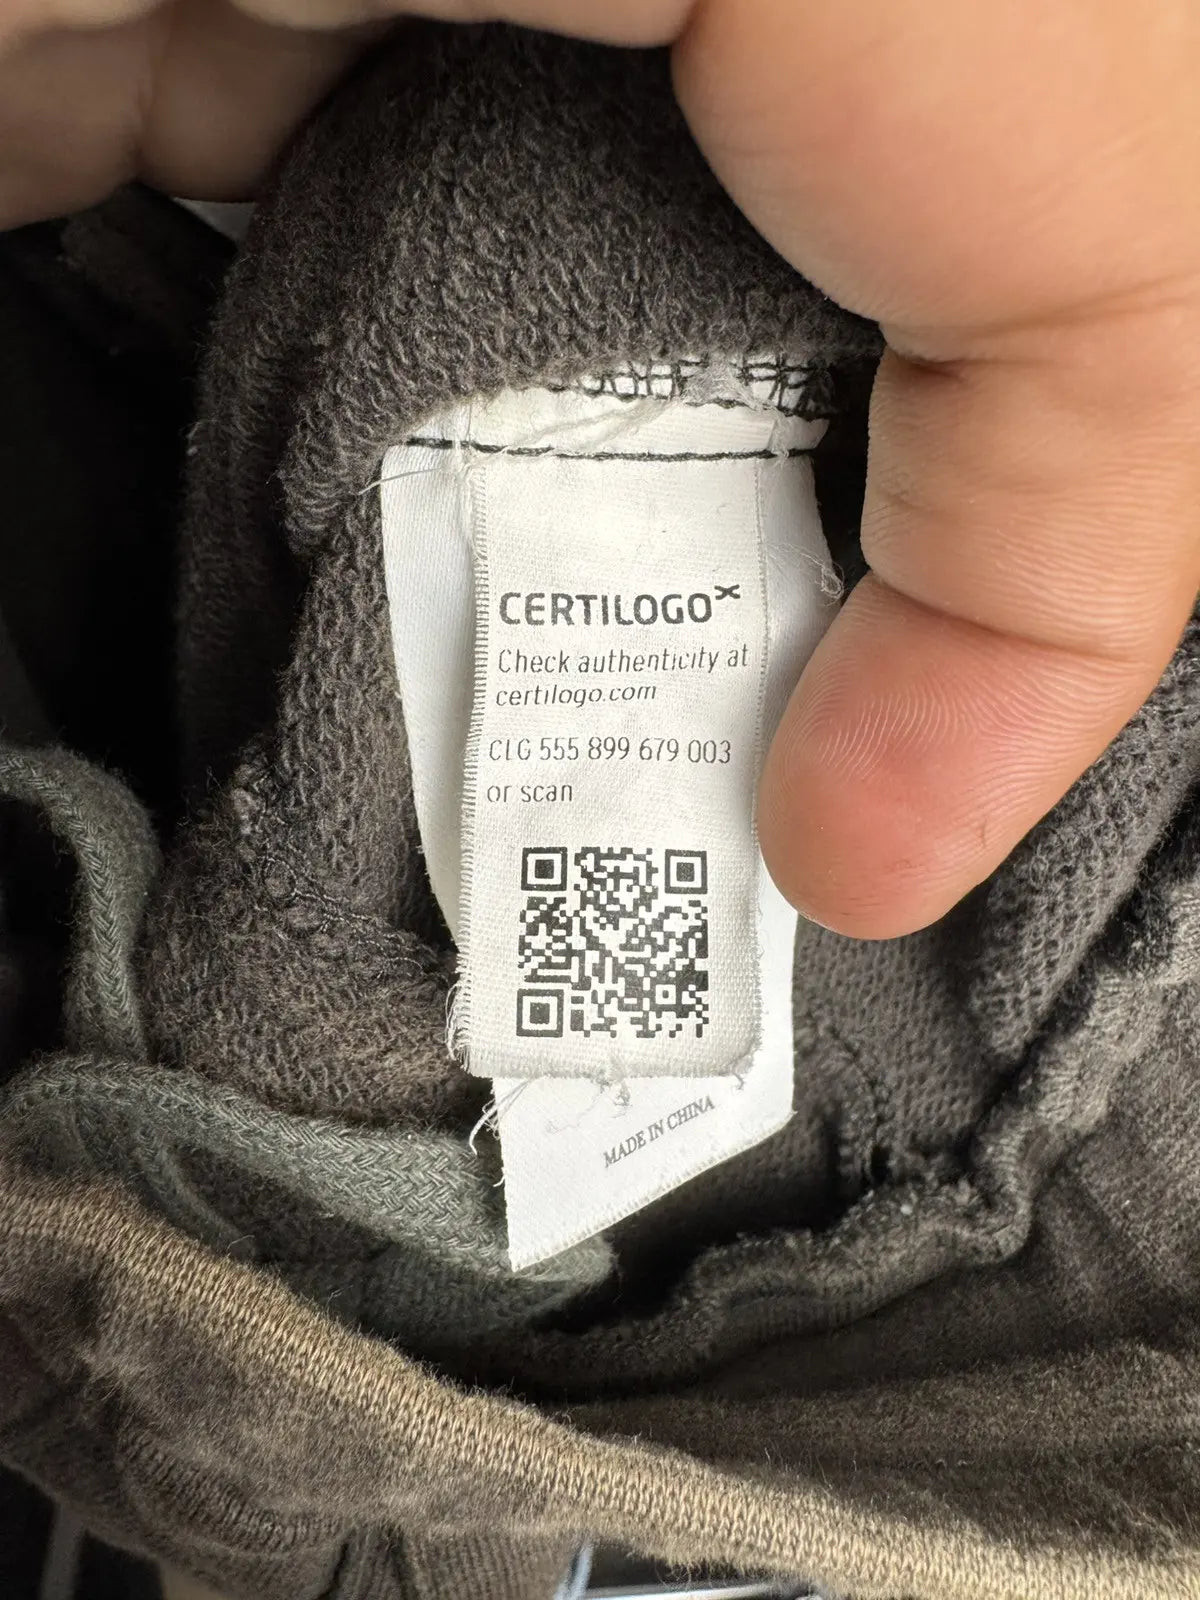 CERTILOGO
Check authenticity at
certilogo.com
CLG 555 899 679 003
or scan
MADE IN CHINA